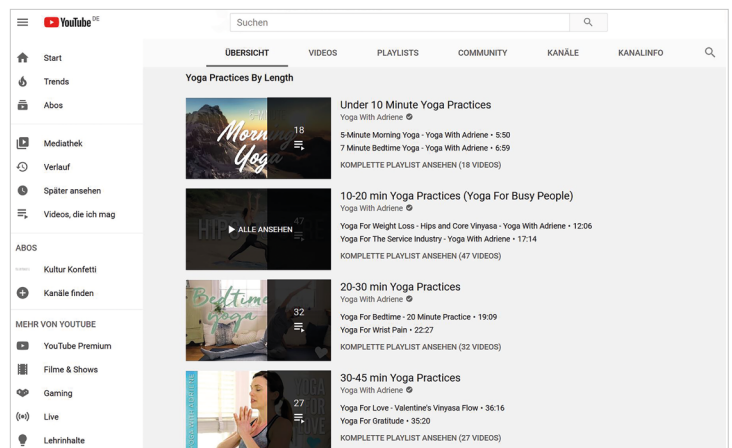 YouTube DE
Suchen
ÜBERSICHT VIDEOS PLAYLISTS COMMUNITY KANÄLE KANALINFO
Start
Trends
Abos
Mediathek
Verlauf
Später ansehen
Videos, die ich mag
ABOS
Kultur Konfetti
Kanäle finden
MEHR VON YOUTUBE
YouTube Premium
Filme & Shows
Gaming
Live
Lehrinhalte
Yoga Practices By Length
5-MIN
Morning
Yoga
18
Under 10 Minute Yoga Practices
Yoga With Adriene
5-Minute Morning Yoga - Yoga With Adriene • 5:50
7 Minute Bedtime Yoga - Yoga With Adriene • 6:59
KOMPLETTE PLAYLIST ANSEHEN (18 VIDEOS)
HIPS
47
ALLE ANSEHEN
10-20 min Yoga Practices (Yoga For Busy People)
Yoga With Adriene
Yoga For Weight Loss - Hips and Core Vinyasa - Yoga With Adriene • 12:06
Yoga For The Service Industry - Yoga With Adriene • 17:14
KOMPLETTE PLAYLIST ANSEHEN (47 VIDEOS)
Bedtime
yoga
32
20-30 min Yoga Practices
Yoga With Adriene
Yoga For Bedtime - 20 Minute Practice • 19:09
Yoga For Wrist Pain • 22:27
KOMPLETTE PLAYLIST ANSEHEN (32 VIDEOS)
YOGA
FOR
LOVE
27
30-45 min Yoga Practices
Yoga With Adriene
Yoga For Love - Valentine's Vinyasa Flow • 36:16
Yoga For Gratitude • 35:20
KOMPLETTE PLAYLIST ANSEHEN (27 VIDEOS)